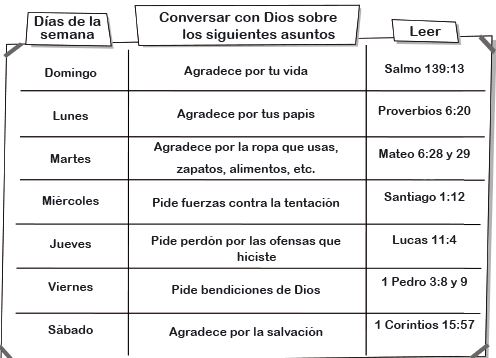 Días de la
semana
Conversar con Dios sobre
los siguientes asuntos
Leer
Domingo
Agradece por tu vida
Salmo 139:13
Lunes
Agradece por tus papis
Proverbios 6:20
Martes
Agradece por la ropa que usas,
zapatos, alimentos, etc.
Mateo 6:28 y 29
Miércoles
Pide fuerzas contra la tentación
Santiago 1:12
Jueves
Pide perdón por las ofensas que
hiciste
Lucas 11:4
Viernes
Pide bendiciones de Dios
1 Pedro 3:8 y 9
Sábado
Agradece por la salvación
1 Corintios 15:57